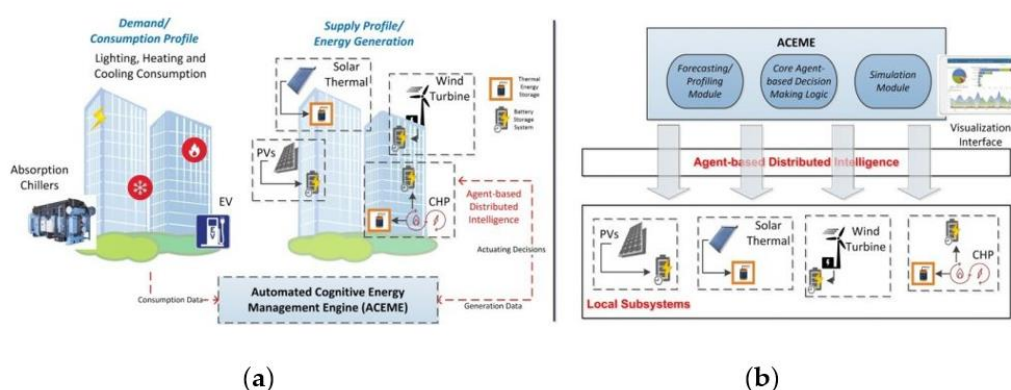 Demand/
Consumption Profile
Lighting, Heating and
Cooling Consumption
Absorption
Chillers
EV
Supply Profile/
Energy Generation
Solar
Thermal
Wind
Turbine
Thermal
Energy
Storage
Battery
Storage
System
PVs
CHP
Agent-based
Distributed
Intelligence
Actuating Decisions
Consumption Data
Automated Cognitive Energy
Management Engine (ACEME)
Generation Data
(a)
ACEME
Forecasting/
Profiling
Module
Core Agent-
based Decision
Making Logic
Simulation
Module
Visualization
Interface
Agent-based Distributed Intelligence
PVs
Solar
Thermal
Wind
Turbine
CHP
Local Subsystems
(b)